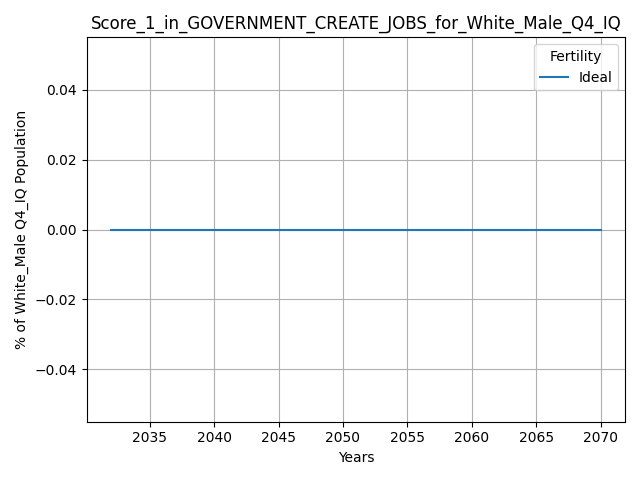 Score_1_in_GOVERNMENT_CREATE_JOBS_for_White_Male_Q4_IQ
Fertility
Ideal
% of White_Male Q4_IQ Population
0.04
0.02
0.00
−0.02
−0.04
2035 2040 2045 2050 2055 2060 2065 2070
Years